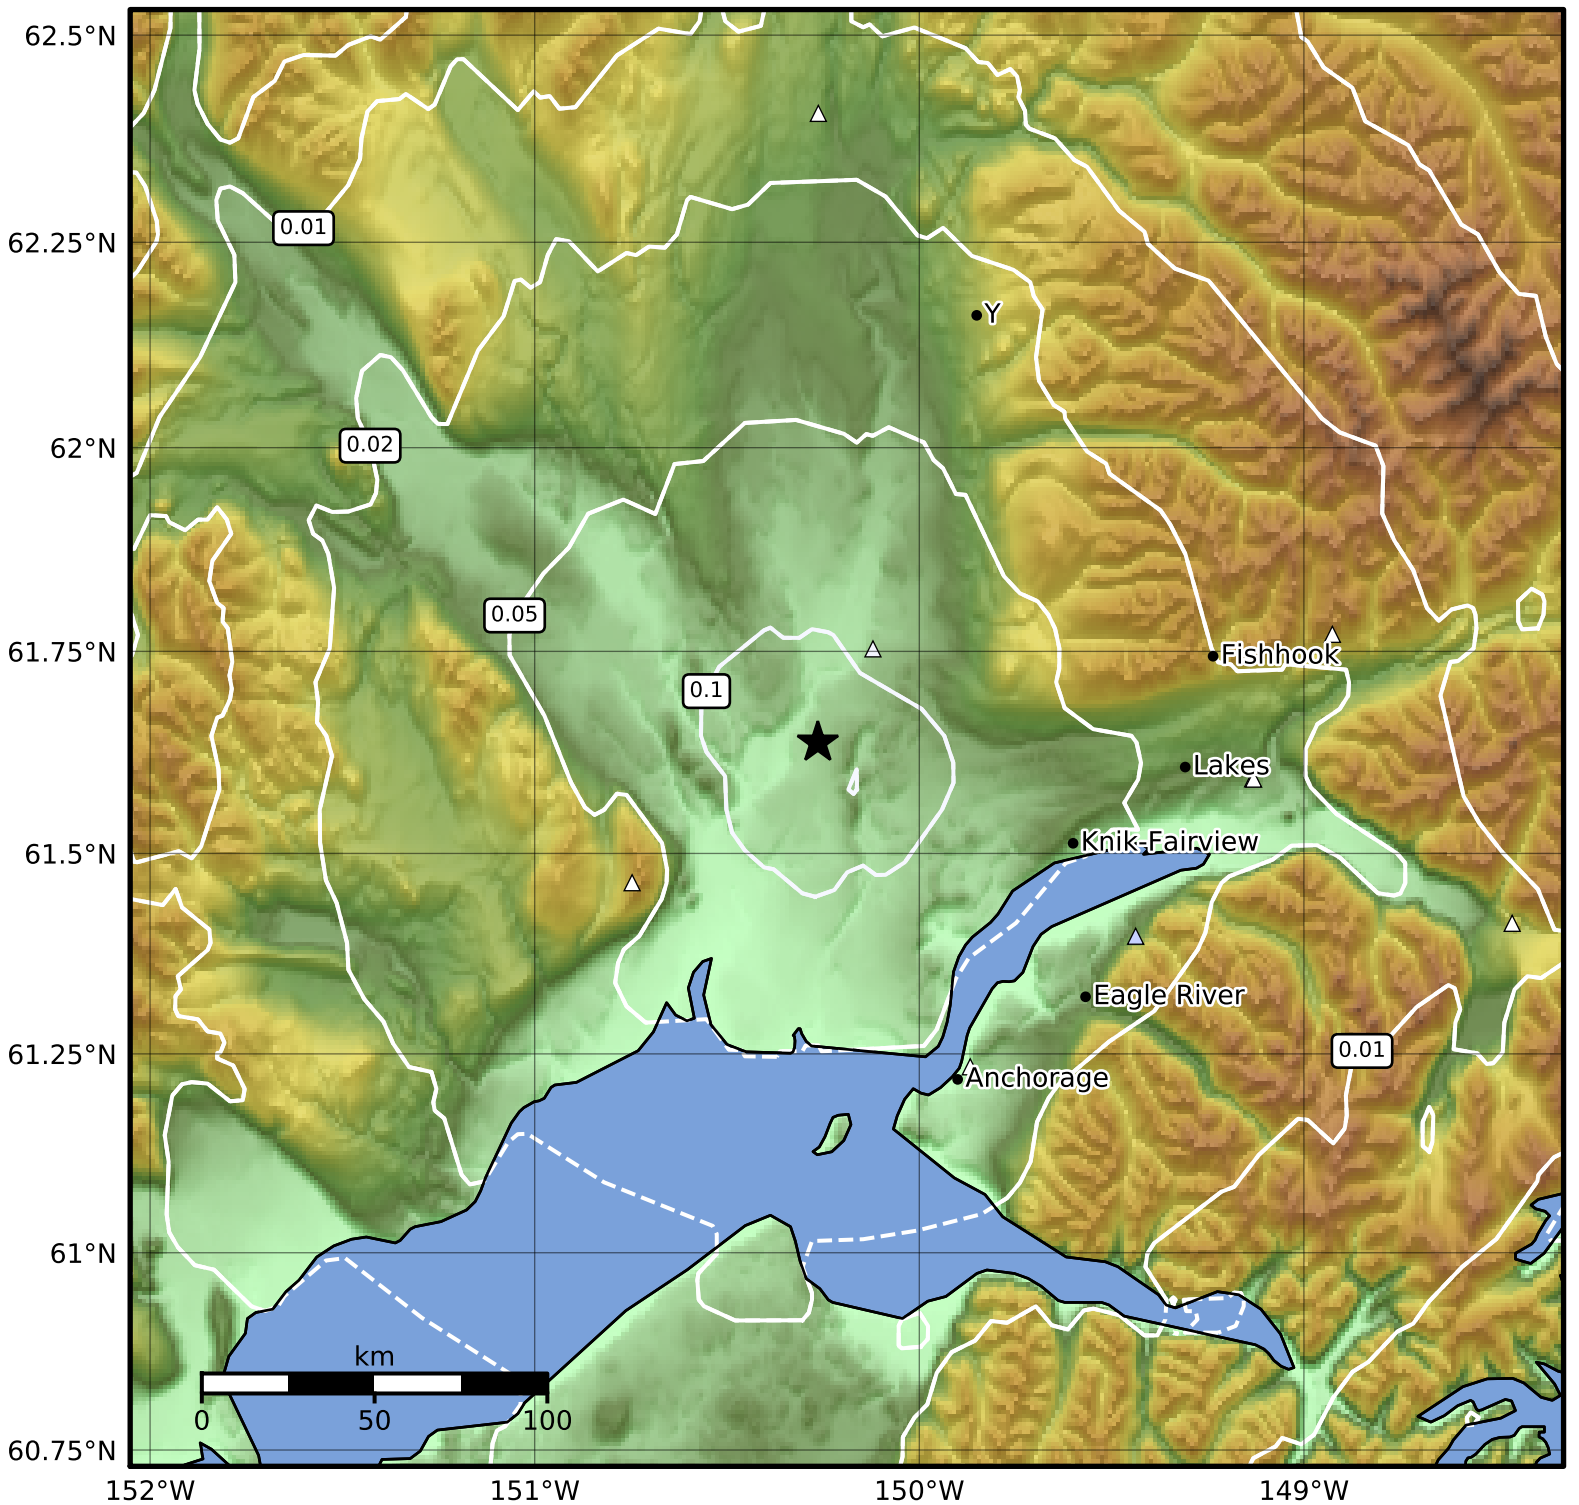 62.5°N
62.25°N
62°N
61.75°N
61.5°N
61.25°N
61°N
60.75°N
152°W
151°W
150°W
149°W
0.01
0.02
0.05
0.1
0.01
Y
Fishhook
Lakes
Knik-Fairview
Eagle River
Anchorage
km
0
50
100